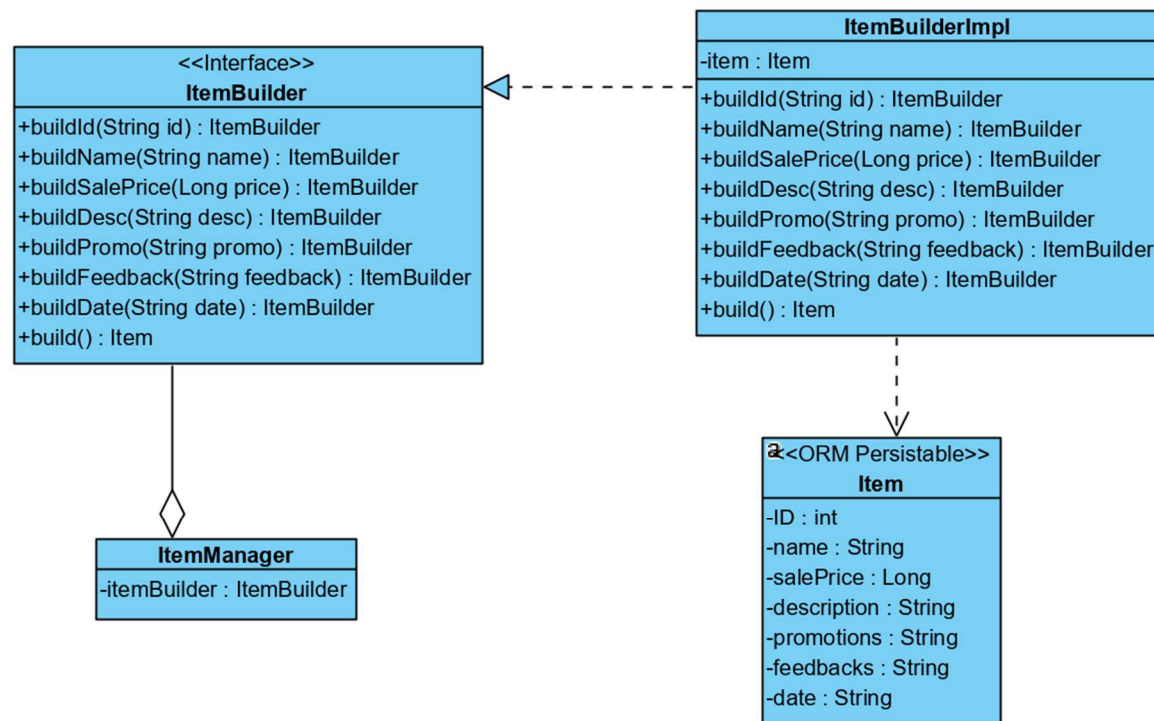 <<Interface>>
ItemBuilder
+buildId(String id) : ItemBuilder
+buildName(String name) : ItemBuilder
+buildSalePrice(Long price) : ItemBuilder
+buildDesc(String desc) : ItemBuilder
+buildPromo(String promo) : ItemBuilder
+buildFeedback(String feedback) : ItemBuilder
+buildDate(String date) : ItemBuilder
+build() : Item
ItemBuilderImpl
-item : Item
+buildId(String id) : ItemBuilder
+buildName(String name) : ItemBuilder
+buildSalePrice(Long price) : ItemBuilder
+buildDesc(String desc) : ItemBuilder
+buildPromo(String promo) : ItemBuilder
+buildFeedback(String feedback) : ItemBuilder
+buildDate(String date) : ItemBuilder
+build() : Item
ItemManager
-itemBuilder : ItemBuilder
a
<<ORM Persistable>>
Item
-ID : int
-name : String
-salePrice : Long
-description : String
-promotions : String
-feedbacks : String
-date : String